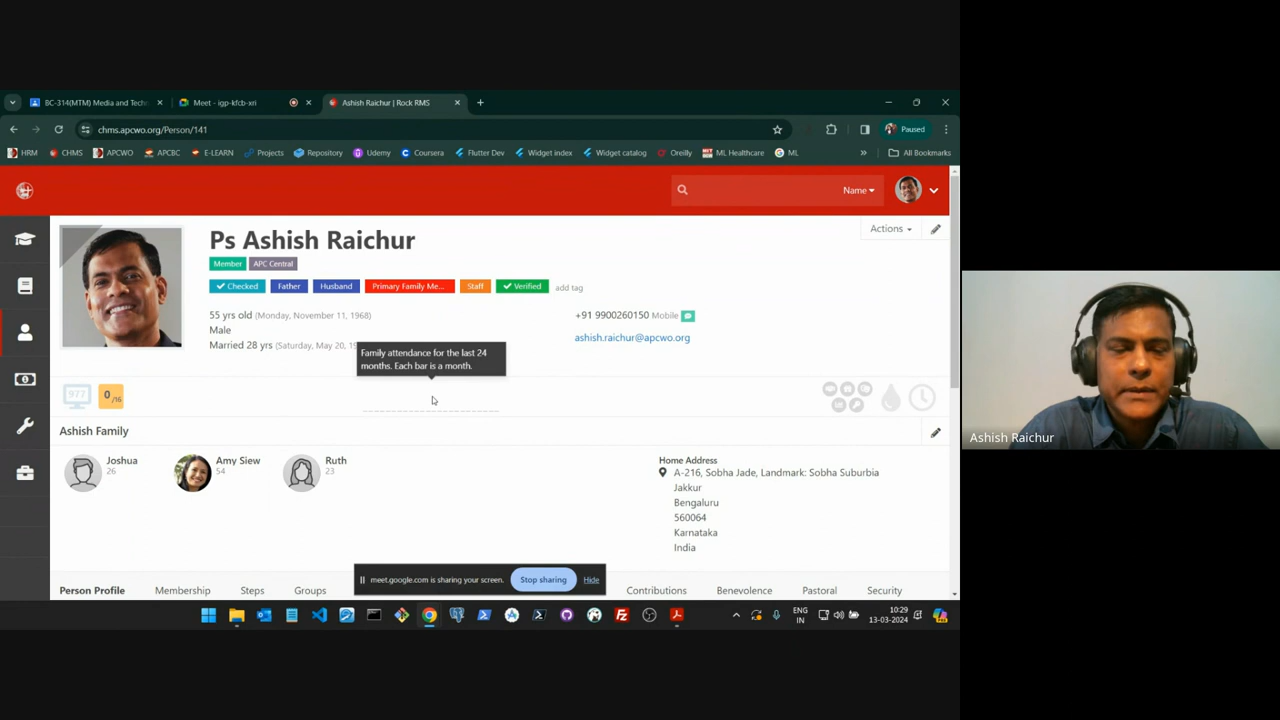 BC-314(MTM) Media and Techn
Meet - igp-kfcb-xri
Ashish Raichur | Rock RMS
chms.apcwo.org/Person/141
Paused
HRM
CHMS
APCWO
APCBC
E-LEARN
Projects
Repository
Udemy
Coursera
Flutter Dev
Widget index
Widget catalog
Oreilly
ML Healthcare
ML
»
All Bookmarks
Name
Ps Ashish Raichur
Actions
Member
APC Central
Checked
Father
Husband
Primary Family Me...
Staff
Verified
add tag
55 yrs old (Monday, November 11, 1968)
+91 9900260150 Mobile
Male
ashish.raichur@apcwo.org
Married 28 yrs (Saturday, May 20, 19
Family attendance for the last 24
months. Each bar is a month.
977
0/16
Ashish Family
Joshua
26
Amy Siew
54
Ruth
23
Home Address
A-216, Sobha Jade, Landmark: Sobha Suburbia
Jakkur
Bengaluru
560064
Karnataka
India
meet.google.com is sharing your screen.
Stop sharing
Hide
Person Profile
Membership
Steps
Groups
Contributions
Benevolence
Pastoral
Security
ENG
IN
10:29
13-03-2024
Ashish Raichur